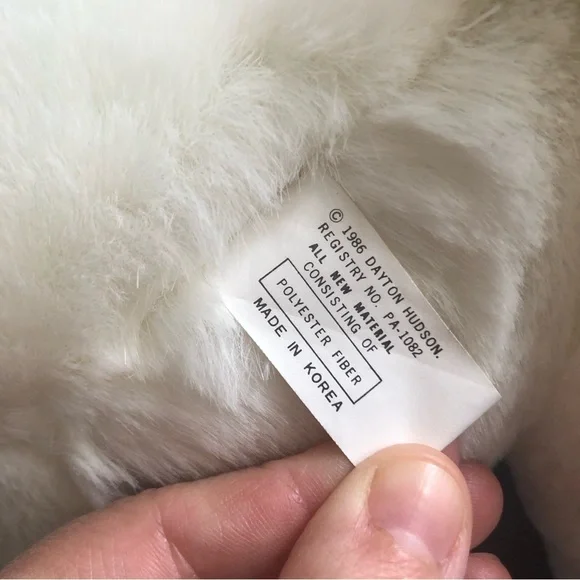 © 1986 DAYTON HUDSON.
REGISTRY NO. PA-1082
ALL NEW MATERIAL
CONSISTING OF
POLYESTER FIBER
MADE IN KOREA